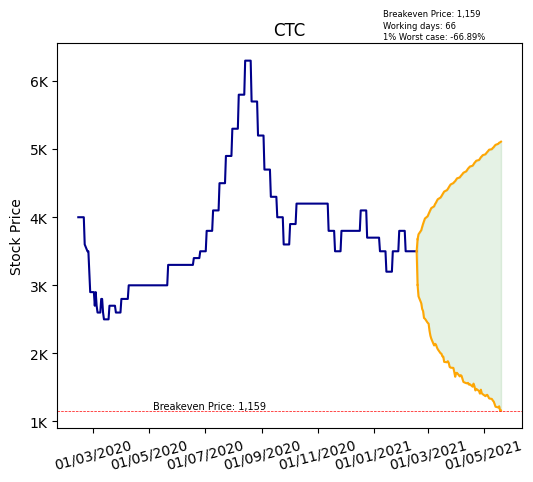 Breakeven Price: 1,159
Working days: 66
1% Worst case: -66.89%
CTC
Stock Price
6K
5K
4K
3K
2K
1K
Breakeven Price: 1,159
01/03/2020
01/05/2020
01/07/2020
01/09/2020
01/11/2020
01/01/2021
01/03/2021
01/05/2021